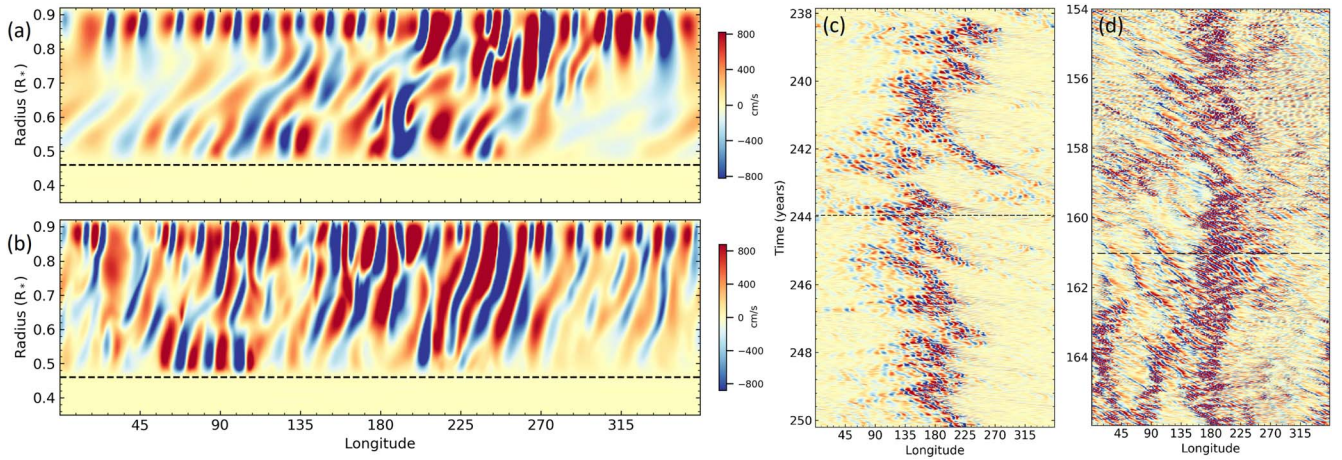 (a)
Radius (R*)
0.9
0.8
0.7
0.6
0.5
0.4
800
400
0
−400
−800
cm/s
(b)
Radius (R*)
0.9
0.8
0.7
0.6
0.5
0.4
45 90 135 180 225 270 315
Longitude
800
400
0
−400
−800
cm/s
(c)
Time (years)
238
240
242
244
246
248
250
45 90 135 180 225 270 315
Longitude
(d)
154
156
158
160
162
164
45 90 135 180 225 270 315
Longitude